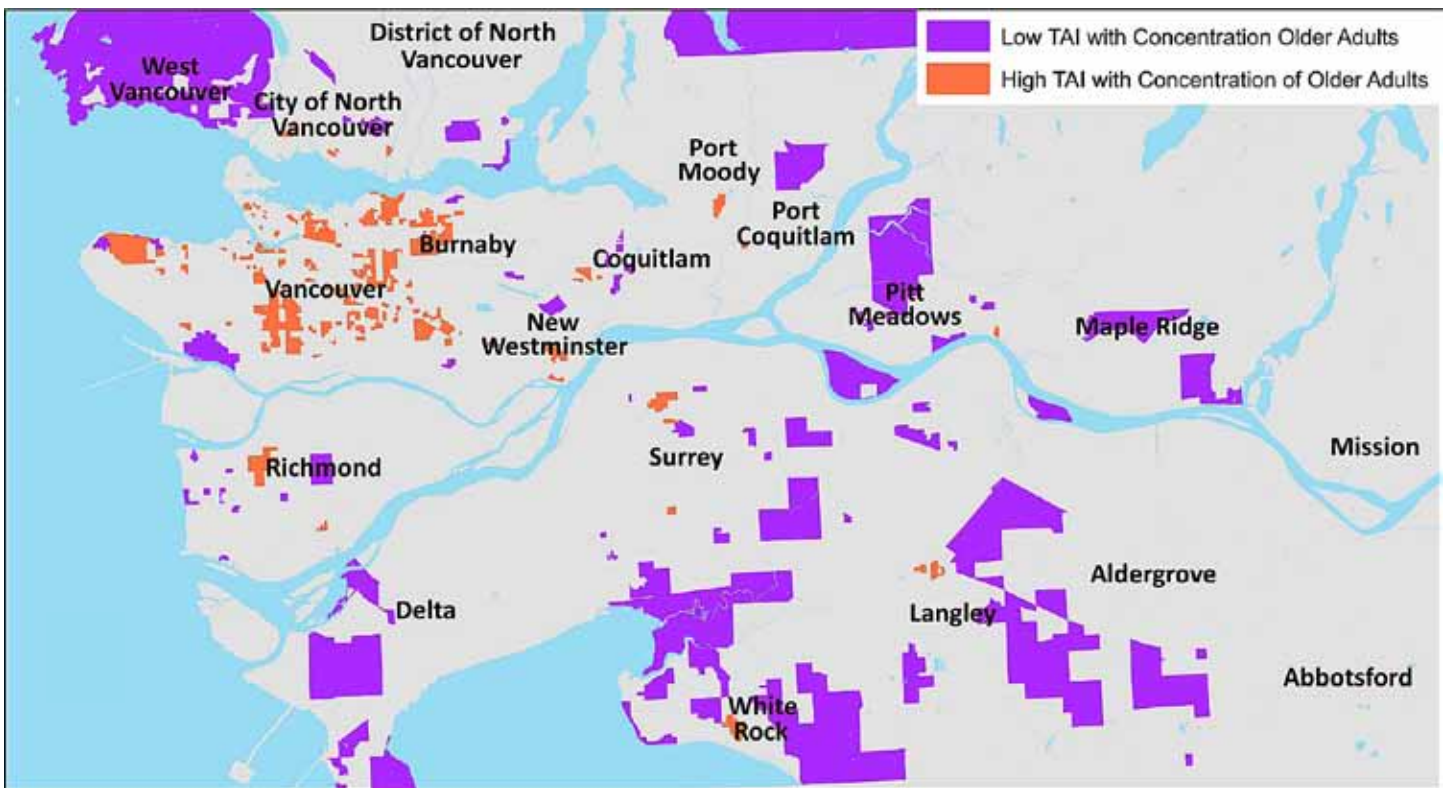 Low TAI with Concentration Older Adults
High TAI with Concentration of Older Adults
District of North
Vancouver
West
Vancouver
City of North
Vancouver
Port
Moody
Port
Coquitlam
Burnaby
Coquitlam
Vancouver
New
Westminster
Pitt
Meadows
Maple Ridge
Mission
Richmond
Surrey
Aldergrove
Delta
Langley
Abbotsford
White
Rock